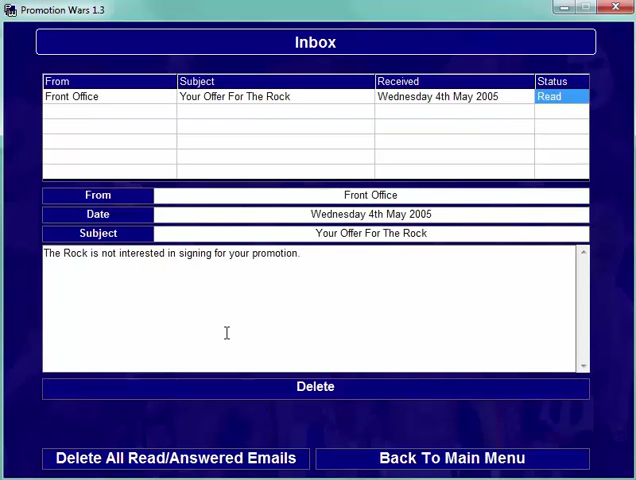 Promotion Wars 1.3
Inbox
From Subject Received Status
Front Office Your Offer For The Rock Wednesday 4th May 2005 Read
From Front Office
Date Wednesday 4th May 2005
Subject Your Offer For The Rock
The Rock is not interested in signing for your promotion.
Delete
Delete All Read/Answered Emails Back To Main Menu